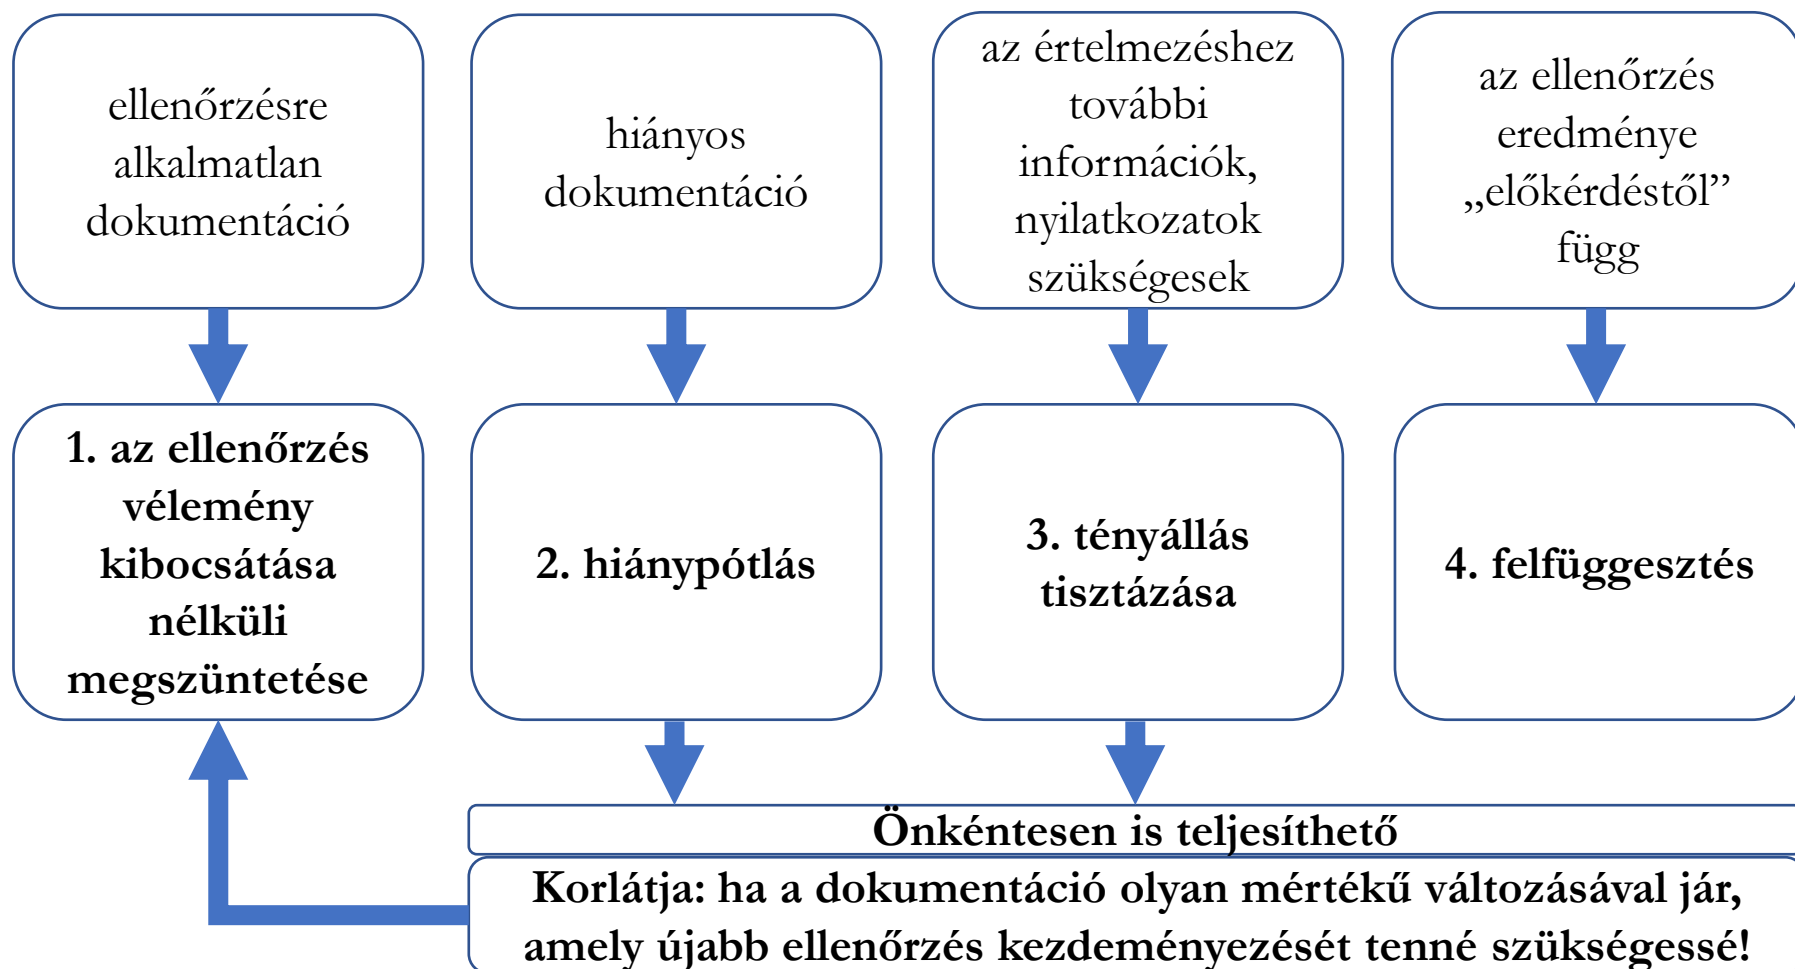 ellenőrzésre
alkalmatlan
dokumentáció
hiányos
dokumentáció
az értelmezéshez
további
információk,
nyilatkozatok
szükségesek
az ellenőrzés
eredménye
„előkérdéstől”
függ
1. az ellenőrzés
vélemény
kibocsátása
nélküli
megszüntetése
2. hiánypótlás
3. tényállás
tisztázása
4. felfüggesztés
Önkéntesen is teljesíthető
Korlátja: ha a dokumentáció olyan mértékű változásával jár,
amely újabb ellenőrzés kezdeményezését tenné szükségessé!